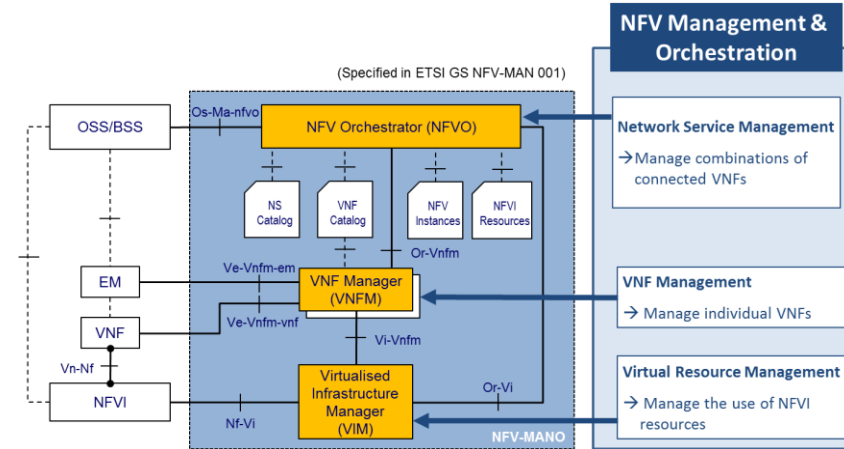 NFV Management &
Orchestration
(Specified in ETSI GS NFV-MAN 001)
OSS/BSS
Os-Ma-nfvo
NFV Orchestrator (NFVO)
Network Service Management
→Manage combinations of
connected VNFs
NS
Catalog
VNF
Catalog
NFV
Instances
NFVI
Resources
Or-Vnfm
EM
Ve-Vnfm-em
VNF Manager
(VNFM)
VNF Management
→ Manage individual VNFs
VNF
Ve-Vnfm-vnf
Vi-Vnfm
Vn-Nf
NFVI
Nf-Vi
Virtualised
Infrastructure
Manager
(VIM)
Or-Vi
NFV-MANO
Virtual Resource Management
→ Manage the use of NFVI
resources